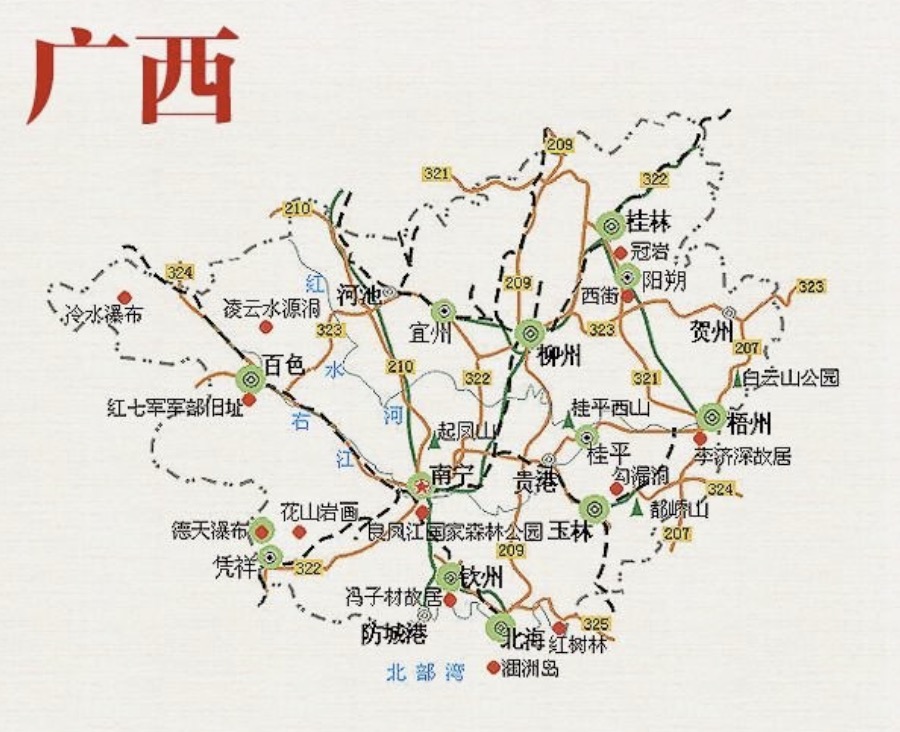 广西
209
321
322
210
桂林
冠岩
324
红
河池
209
西街
阳朔
323
冷水瀑布
凌云水源洞
323
宜州
323
贺州
柳州
207
百色
水
210
322
321
白云山公园
红七军军部旧址
右
河
桂平西山
梧州
起凤山
江
桂平
李济深故居
南宁
贵港
勾漏洞
324
都峤山
德天瀑布
花山岩画
良凤江国家森林公园
玉林
207
凭祥
322
209
钦州
冯子材故居
325
防城港
北海
红树林
北部湾
涠洲岛